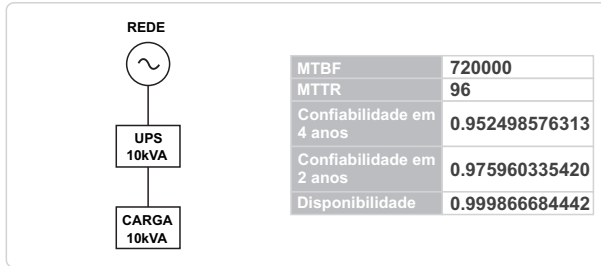 REDE
UPS
10kVA
CARGA
10kVA
MTBF 720000
MTTR 96
Confiabilidade em
4 anos 0.952498576313
Confiabilidade em
2 anos 0.975960335420
Disponibilidade 0.999866684442